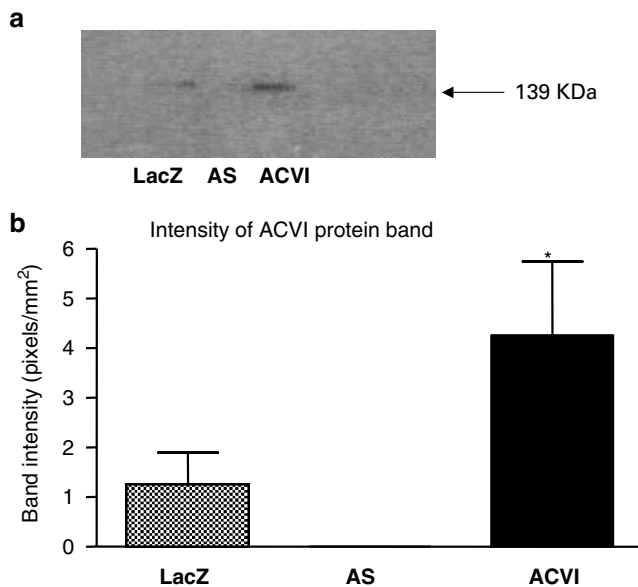 a
139 KDa
LacZ AS ACVI
b
Intensity of ACVI protein band
Band intensity (pixels/mm²)
6
5
4
3
2
1
0
*
LacZ AS ACVI